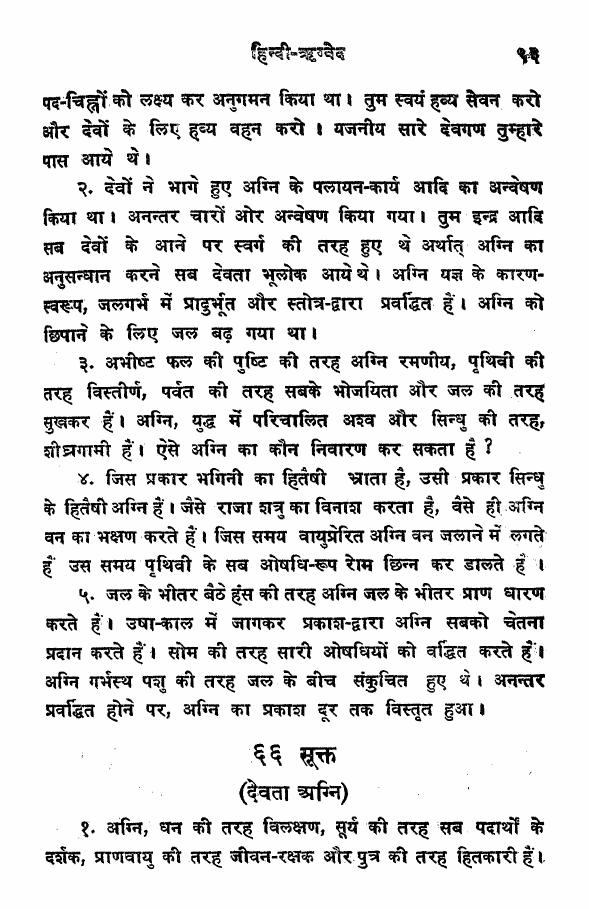 हिन्दी-ऋग्वेद ९३
पद-चिह्नों को लक्ष्य कर अनुगमन किया था। तुम स्वयं हव्य सेवन करो
और देवों के लिए हव्य वहन करो । यजनीय सारे देवगण तुम्हारे
पास आये थे।
२. देवों ने भागे हुए अग्नि के पलायन-कार्य आदि का अन्वेषण
किया था। अनन्तर चारों ओर अन्वेषण किया गया। तुम इन्द्र आदि
सब देवों के आने पर स्वर्ग की तरह हुए थे अर्थात् अग्नि का
अनुसन्धान करने सब देवता भूलोक आये थे। अग्नि यज्ञ के कारण-
स्वरूप, जलगर्भ में प्रादुर्भूत और स्तोत्र-द्वारा प्रवर्द्धित हैं। अग्नि को
छिपाने के लिए जल बढ़ गया था।
३. अभीष्ट फल की पुष्टि की तरह अग्नि रमणीय, पृथिवी की
तरह विस्तीर्ण, पर्वत की तरह सबके भोजयिता और जल की तरह
सुखकर हैं। अग्नि, युद्ध में परिचालित अश्व और सिन्धु की तरह,
शीघ्रगामी हैं। ऐसे अग्नि का कौन निवारण कर सकता है ?
४. जिस प्रकार भगिनी का हितैषी भ्राता है, उसी प्रकार सिन्धु
के हितैषी अग्नि हैं। जैसे राजा शत्रु का विनाश करता है, वैसे ही अग्नि
वन का भक्षण करते हैं। जिस समय वायुप्रेरित अग्नि वन जलाने में लगते
हैं उस समय पृथिवी के सब ओषधि-रूप रोम छिन्न कर डालते हैं ।
५. जल के भीतर बैठे हंस की तरह अग्नि जल के भीतर प्राण धारण
करते हैं। उषा-काल में जागकर प्रकाश-द्वारा अग्नि सबको चेतना
प्रदान करते हैं। सोम की तरह सारी ओषधियों को वर्द्धित करते हैं।
अग्नि गर्भस्थ पशु की तरह जल के बीच संकुचित हुए थे। अनन्तर
प्रवर्द्धित होने पर, अग्नि का प्रकाश दूर तक विस्तृत हुआ।
६६ सूक्त
(देवता अग्नि)
१. अग्नि, धन की तरह विलक्षण, सूर्य की तरह सब पदार्थों के
दर्शक, प्राणवायु की तरह जीवन-रक्षक और पुत्र की तरह हितकारी हैं।